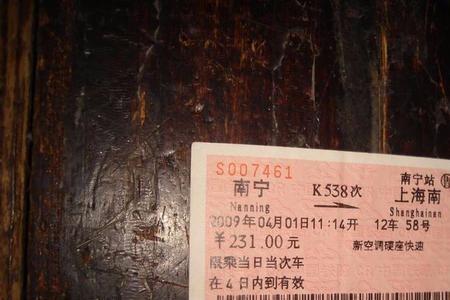 S007461
南宁站
南宁 K538次 上海南
Nanning Shanghainan
2009年04月01日11:14开 12车 58号
¥231.00元 新空调硬座快速
限乘当日当次车
在4日内到有效